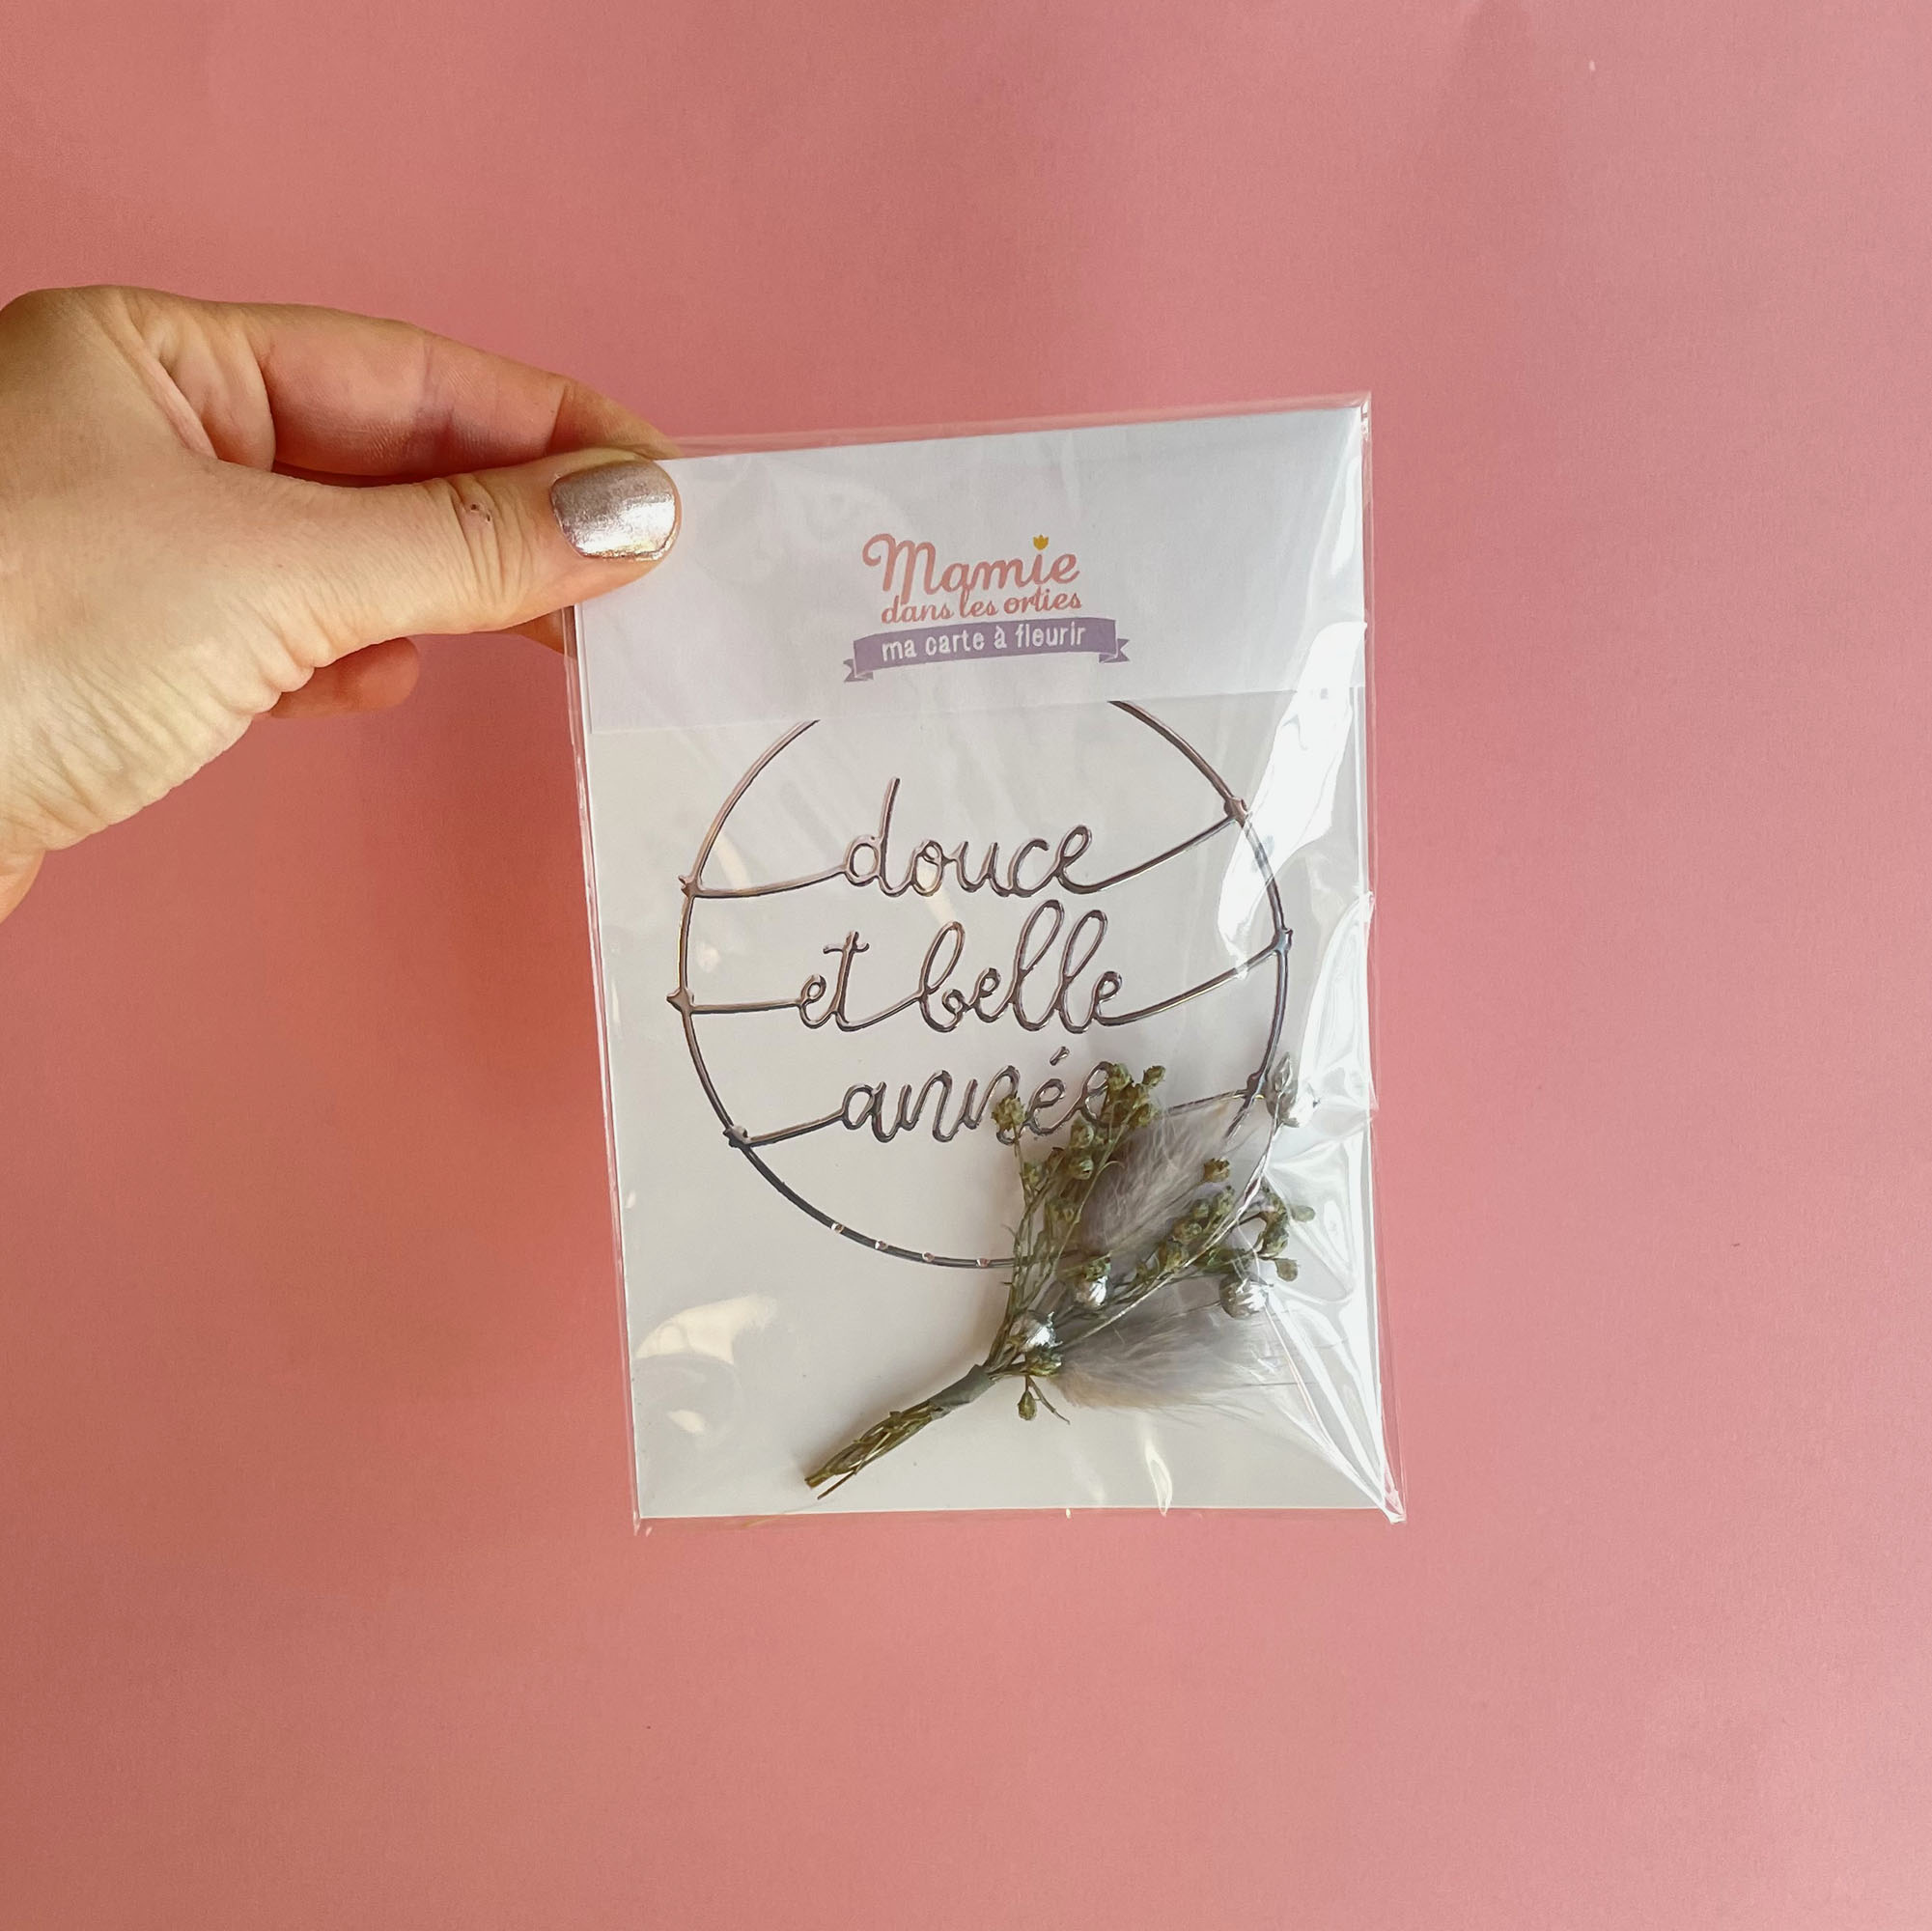 Mamie
dans les orties
ma carte à fleurir
douce
et belle
année